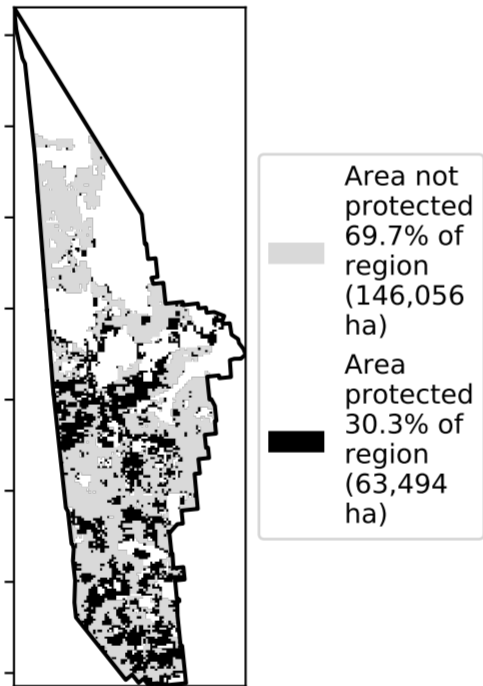 Area not
protected
69.7% of
region
(146,056
ha)
Area
protected
30.3% of
region
(63,494
ha)